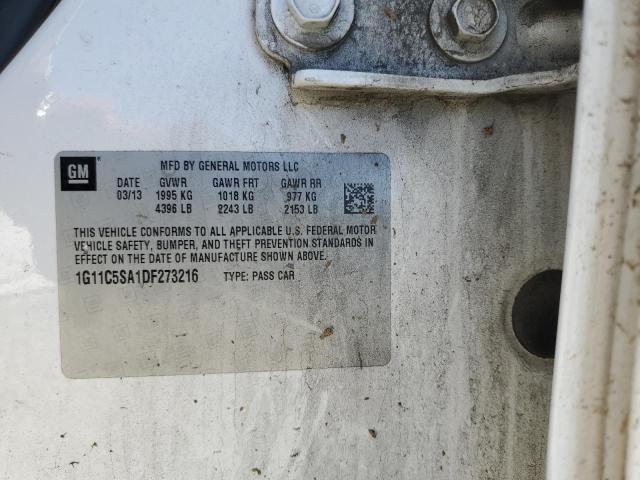 GM
MFD BY GENERAL MOTORS LLC
DATE GVWR GAWR FRT GAWR RR
03/13 1995 KG 1018 KG 977 KG
4396 LB 2243 LB 2153 LB
THIS VEHICLE CONFORMS TO ALL APPLICABLE U.S. FEDERAL MOTOR
VEHICLE SAFETY, BUMPER, AND THEFT PREVENTION STANDARDS IN
EFFECT ON THE DATE OF MANUFACTURE SHOWN ABOVE.
1G11C5SA1DF273216 TYPE: PASS CAR